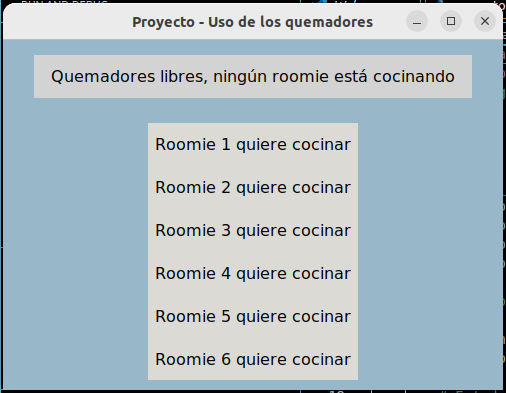 Proyecto - Uso de los quemadores
Quemadores libres, ningún roomie está cocinando
Roomie 1 quiere cocinar
Roomie 2 quiere cocinar
Roomie 3 quiere cocinar
Roomie 4 quiere cocinar
Roomie 5 quiere cocinar
Roomie 6 quiere cocinar